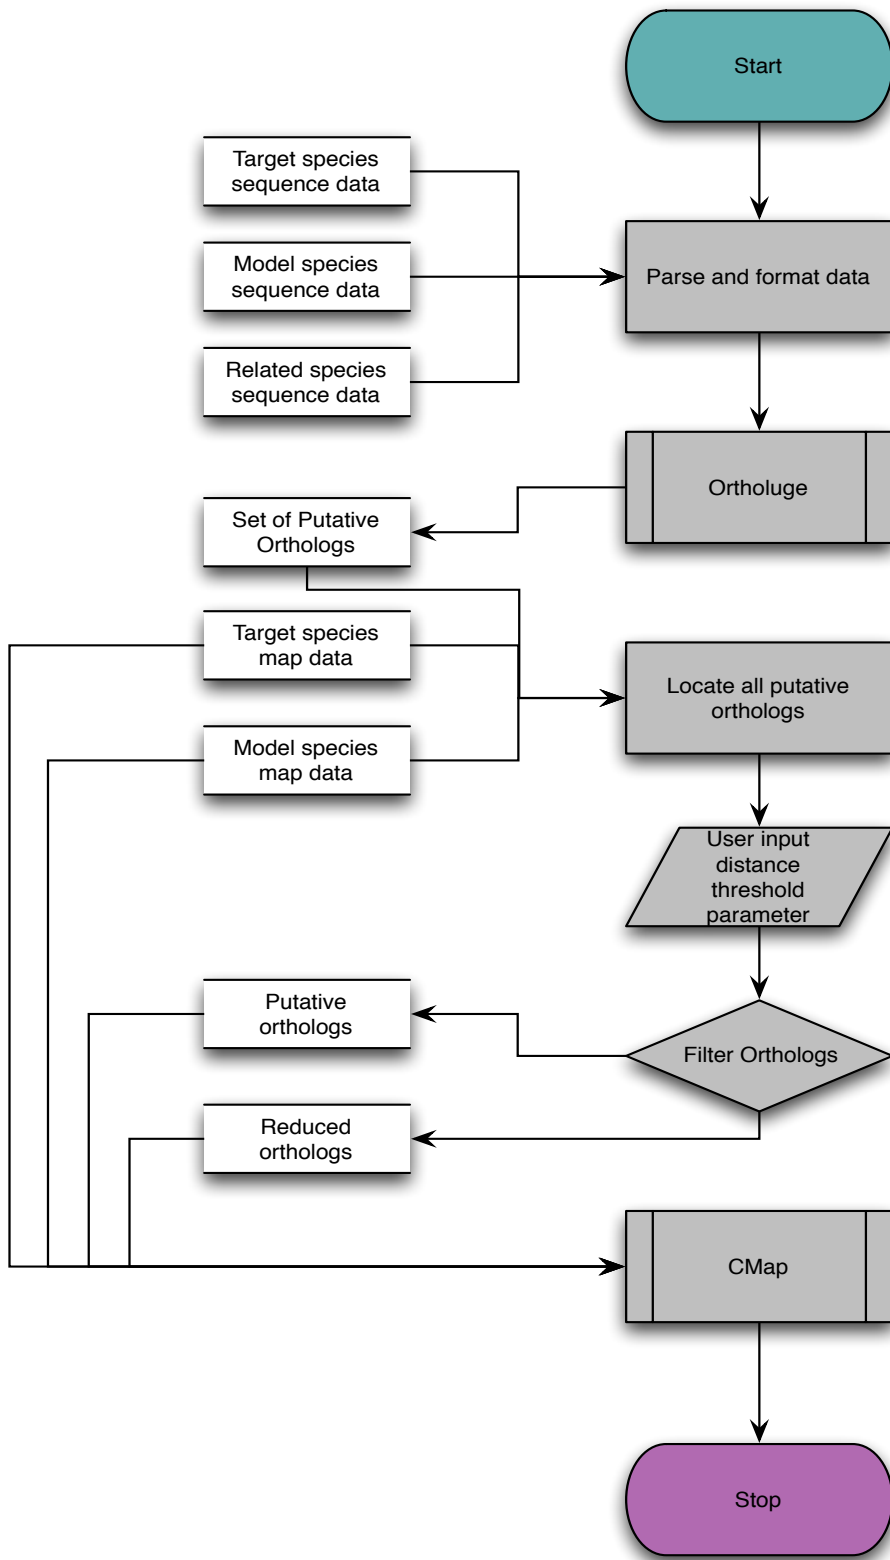 Start
Target species
sequence data
Model species
sequence data
Parse and format data
Related species
sequence data
Ortholuge
Set of Putative
Orthologs
Target species
map data
Locate all putative
orthologs
Model species
map data
User input
distance
threshold
parameter
Putative
orthologs
Filter Orthologs
Reduced
orthologs
CMap
Stop